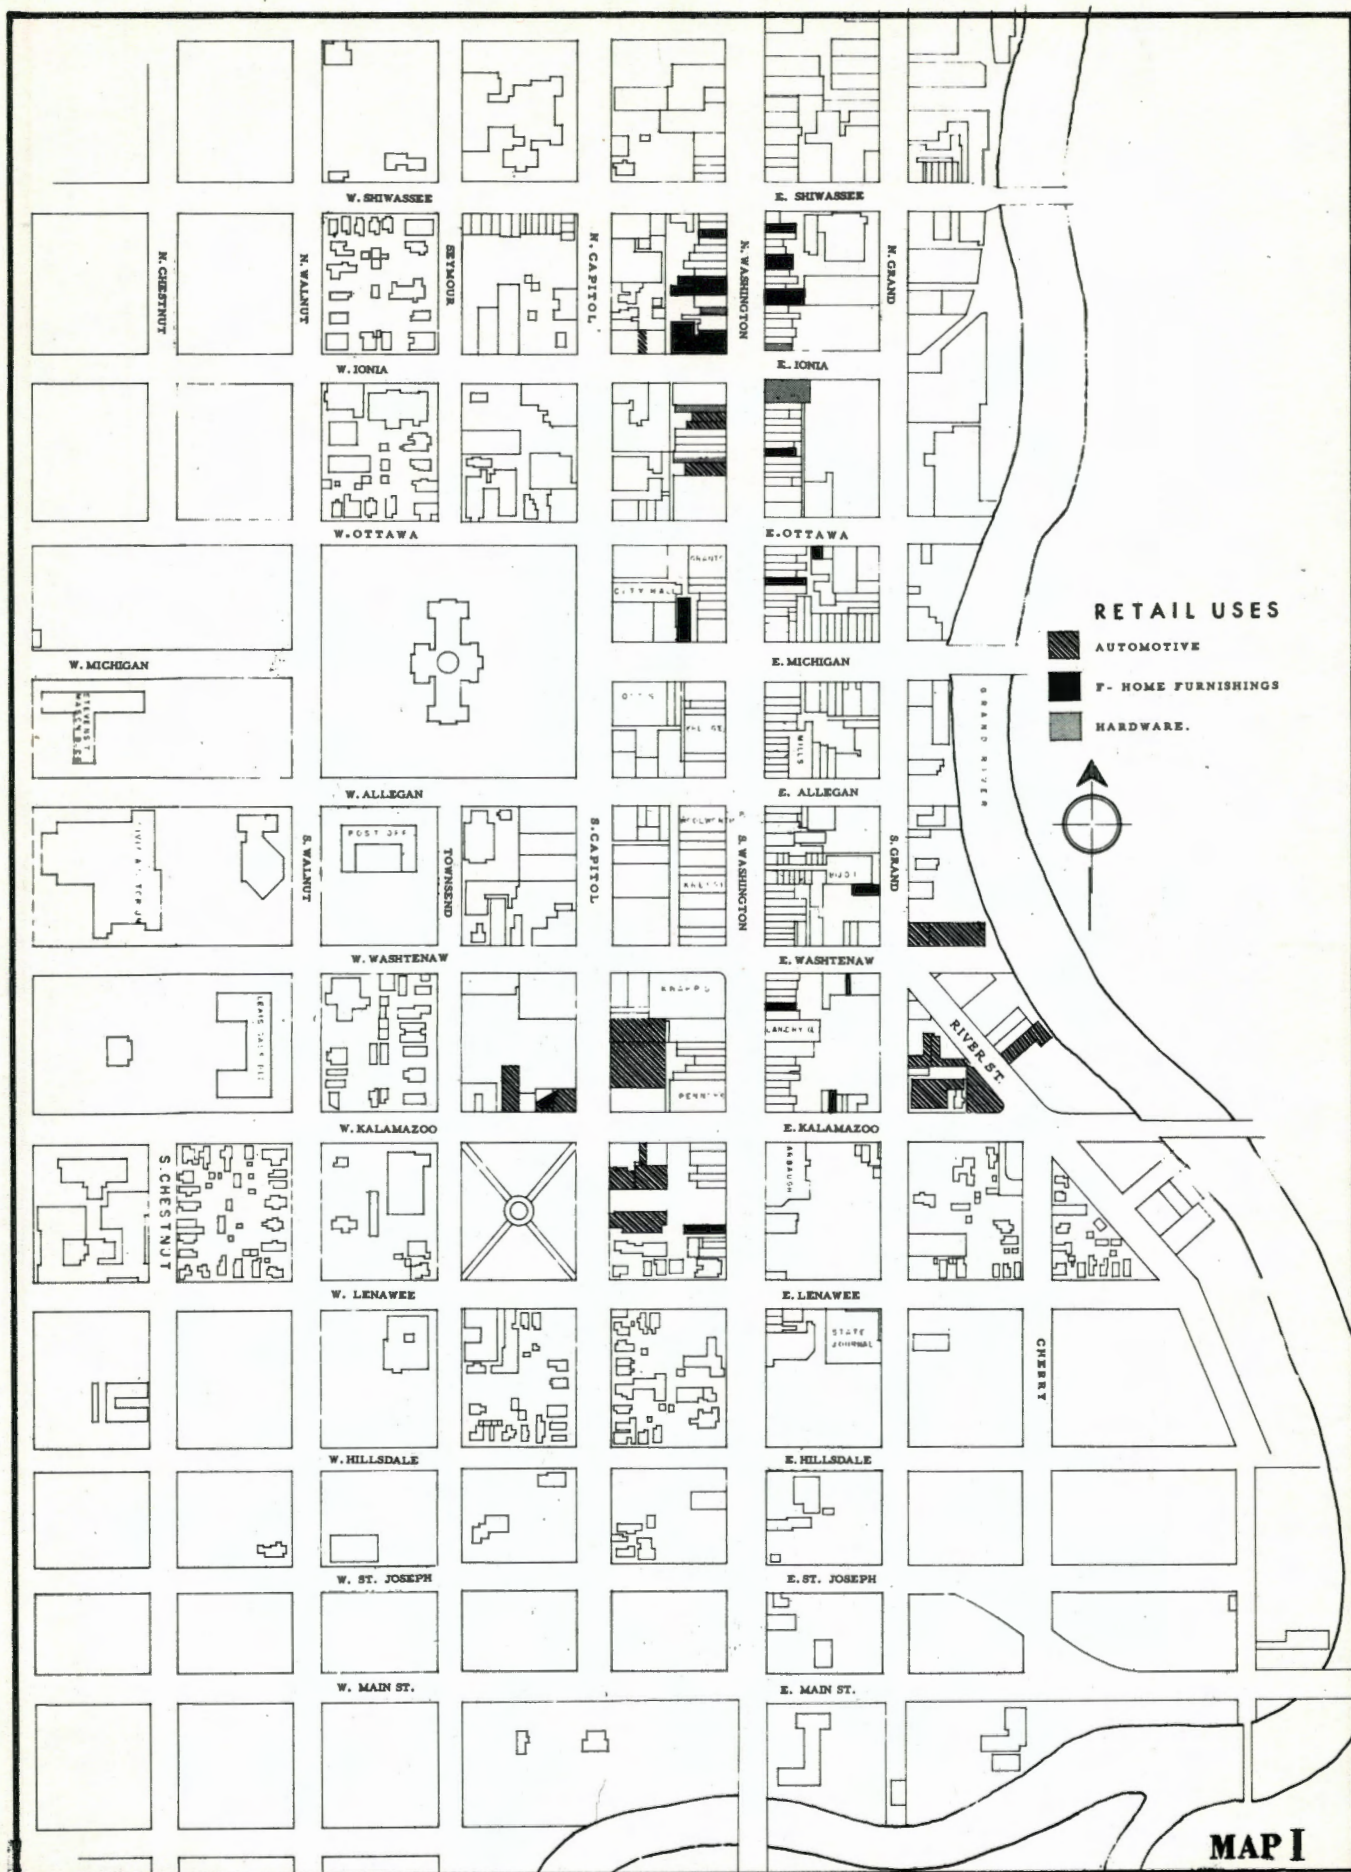 W. SHIWASSEE
E. SHIWASSEE
N. CHESTNUT
N. WALNUT
SEYMOUR
N. CAPITOL
N. WASHINGTON
N. GRAND
W. IONIA
E. IONIA
W. OTTAWA
E. OTTAWA
GRANTS
CITY HALL
RETAIL USES
AUTOMOTIVE
F- HOME FURNISHINGS
HARDWARE.
W. MICHIGAN
E. MICHIGAN
GRAND RIVER
MILLS
W. ALLEGAN
E. ALLEGAN
POST OFF
S. WALNUT
TOWNSEND
S. CAPITOL
S. WASHINGTON
S. GRAND
W. WASHTENAW
E. WASHTENAW
KNAPPS
RIVER ST.
W. KALAMAZOO
E. KALAMAZOO
S. CHESTNUT
ARBAUGH
W. LENAWEE
E. LENAWEE
STATE
JOURNAL
CHERRY
W. HILLSDALE
E. HILLSDALE
W. ST. JOSEPH
E. ST. JOSEPH
W. MAIN ST.
E. MAIN ST.
MAP I